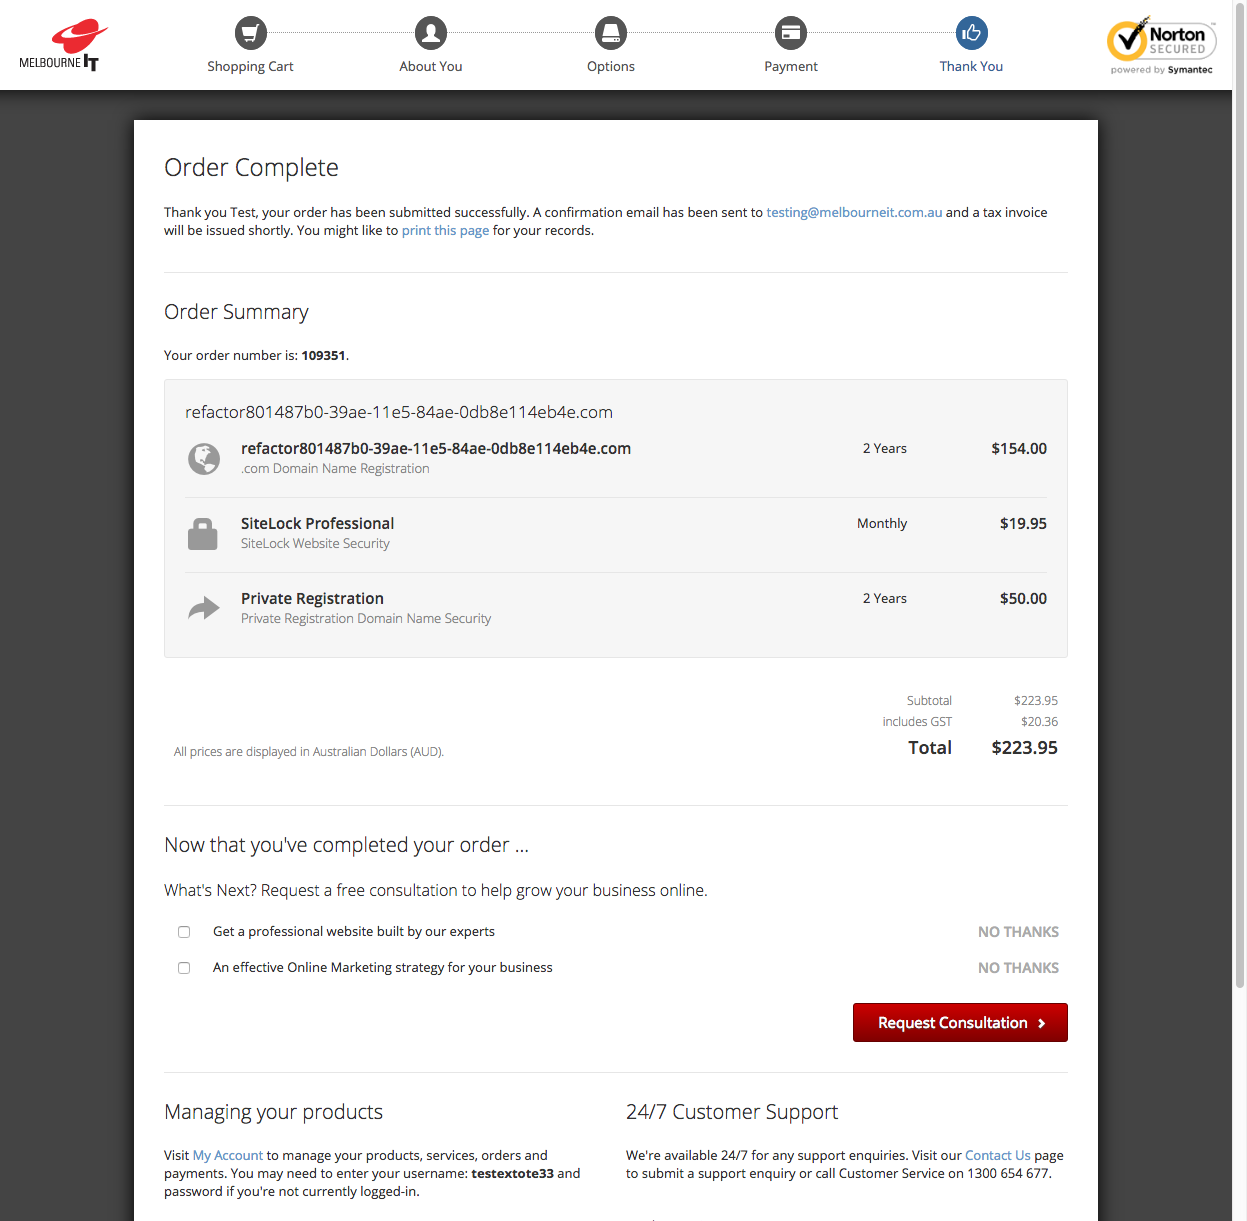 MELBOURNE IT
Shopping Cart
About You
Options
Payment
Thank You
Norton
SECURED
powered by Symantec
Order Complete
Thank you Test, your order has been submitted successfully. A confirmation email has been sent to testing@melbourneit.com.au and a tax invoice
will be issued shortly. You might like to print this page for your records.
Order Summary
Your order number is: 109351.
refactor801487b0-39ae-11e5-84ae-0db8e114eb4e.com
refactor801487b0-39ae-11e5-84ae-0db8e114eb4e.com 2 Years $154.00
.com Domain Name Registration
SiteLock Professional Monthly $19.95
SiteLock Website Security
Private Registration 2 Years $50.00
Private Registration Domain Name Security
Subtotal $223.95
includes GST $20.36
Total $223.95
All prices are displayed in Australian Dollars (AUD).
Now that you've completed your order ...
What's Next? Request a free consultation to help grow your business online.
Get a professional website built by our experts NO THANKS
An effective Online Marketing strategy for your business NO THANKS
Request Consultation
Managing your products
Visit My Account to manage your products, services, orders and
payments. You may need to enter your username: testextote33 and
password if you're not currently logged-in.
24/7 Customer Support
We're available 24/7 for any support enquiries. Visit our Contact Us page
to submit a support enquiry or call Customer Service on 1300 654 677.